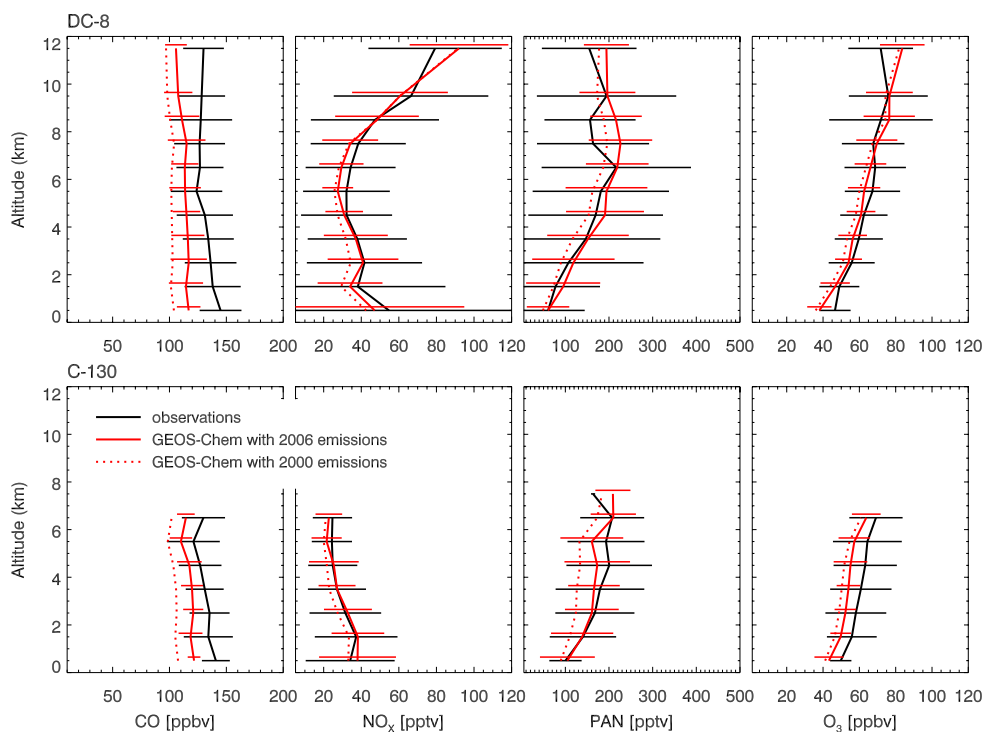 DC-8
12
10
8
6
4
2
0
Altitude (km)
50 100 150 200
20 40 60 80 100 120
100 200 300 400 500
20 40 60 80 100 120
C-130
observations
GEOS-Chem with 2006 emissions
GEOS-Chem with 2000 emissions
12
10
8
6
4
2
0
Altitude (km)
50 100 150 200
20 40 60 80 100 120
100 200 300 400 500
20 40 60 80 100 120
CO [ppbv]
NOX [pptv]
PAN [pptv]
O3 [ppbv]